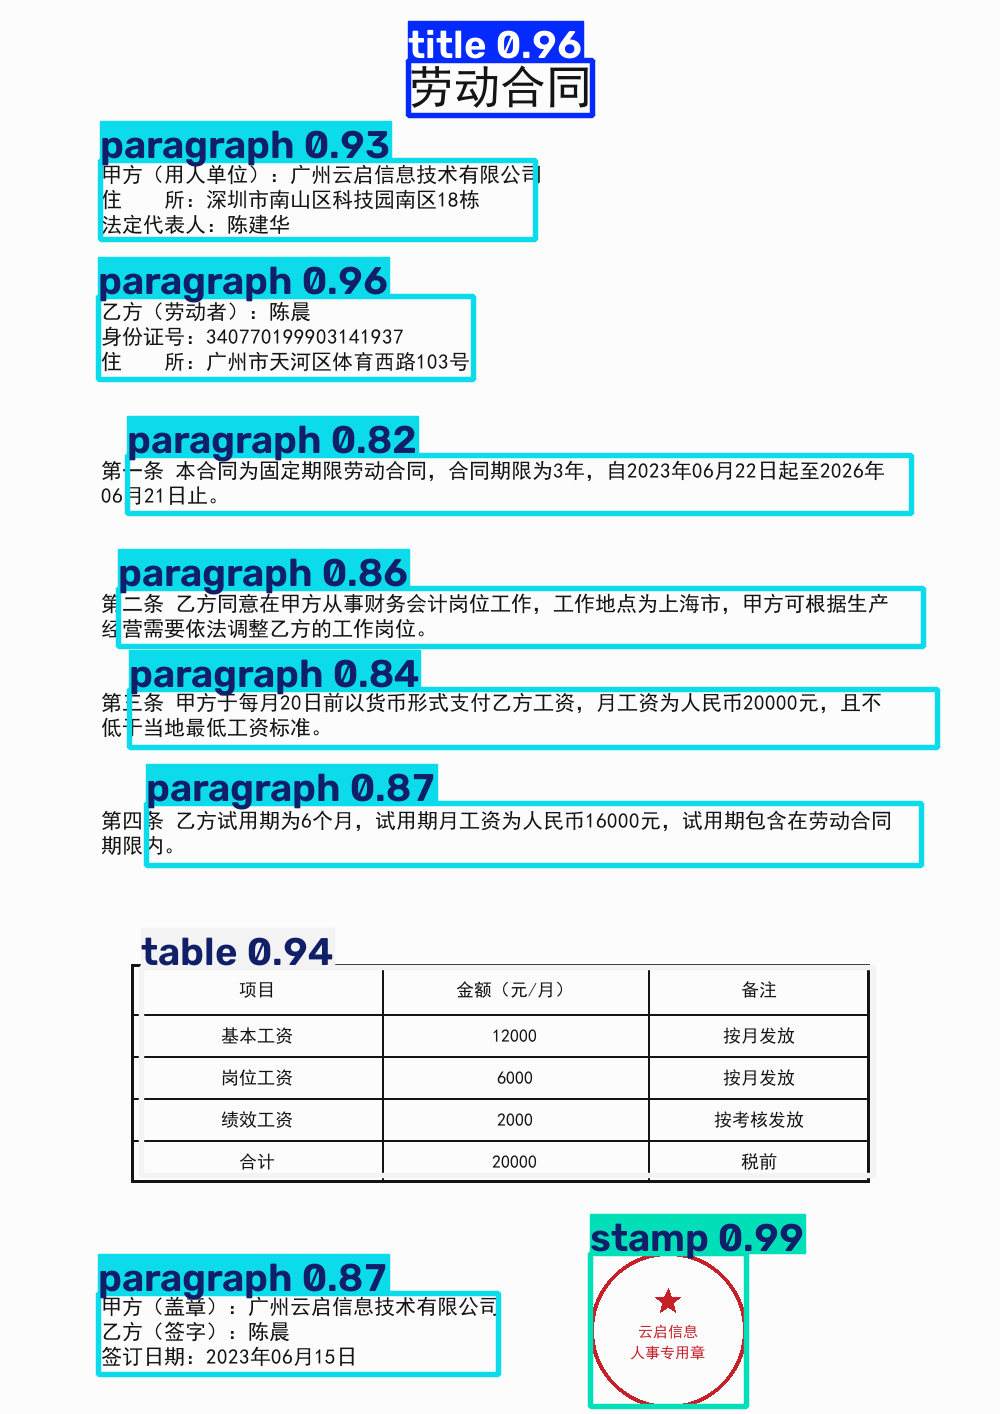 title 0.96
劳动合同
paragraph 0.93
甲方（用人单位）：广州云启信息技术有限公司
住　　所：深圳市南山区科技园南区18栋
法定代表人：陈建华
paragraph 0.96
乙方（劳动者）：陈晨
身份证号：340770199903141937
住　　所：广州市天河区体育西路103号
paragraph 0.82
第一条 本合同为固定期限劳动合同，合同期限为3年，自2023年06月22日起至2026年
06月21日止。
paragraph 0.86
第二条 乙方同意在甲方从事财务会计岗位工作，工作地点为上海市，甲方可根据生产
经营需要依法调整乙方的工作岗位。
paragraph 0.84
第三条 甲方于每月20日前以货币形式支付乙方工资，月工资为人民币20000元，且不
低于当地最低工资标准。
paragraph 0.87
第四条 乙方试用期为6个月，试用期月工资为人民币16000元，试用期包含在劳动合同
期限内。
table 0.94
项目 金额（元/月） 备注
基本工资 12000 按月发放
岗位工资 6000 按月发放
绩效工资 2000 按考核发放
合计 20000 税前
paragraph 0.87
甲方（盖章）：广州云启信息技术有限公司
乙方（签字）：陈晨
签订日期：2023年06月15日
stamp 0.99
云启信息
人事专用章